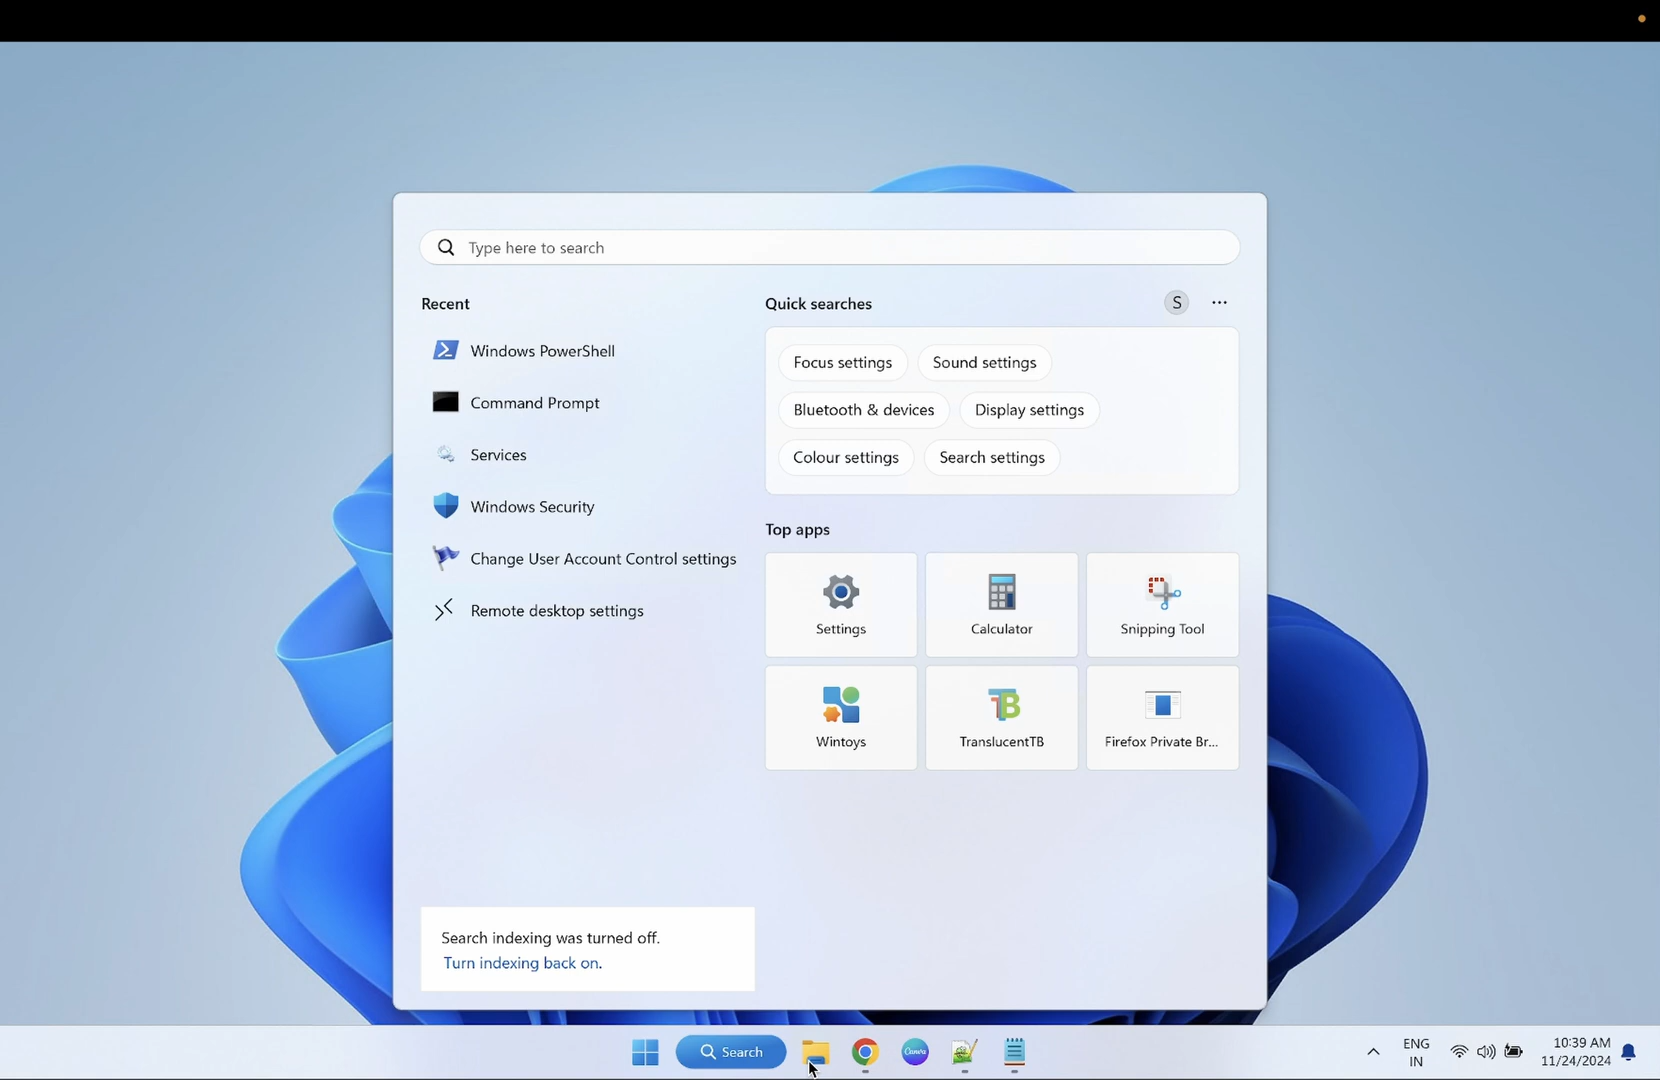 Type here to search
Recent
Windows PowerShell
Command Prompt
Services
Windows Security
Change User Account Control settings
Remote desktop settings
Quick searches
S
Focus settings
Sound settings
Bluetooth & devices
Display settings
Colour settings
Search settings
Top apps
Settings
Calculator
Snipping Tool
Wintoys
TranslucentTB
Firefox Private Br...
Search indexing was turned off.
Turn indexing back on.
Search
Canva
ENG
IN
10:39 AM
11/24/2024